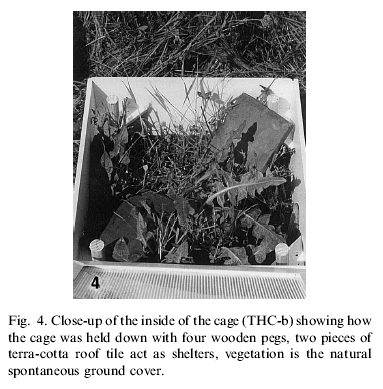 4
Fig. 4. Close-up of the inside of the cage (THC-b) showing how
the cage was held down with four wooden pegs, two pieces of
terra-cotta roof tile act as shelters, vegetation is the natural
spontaneous ground cover.